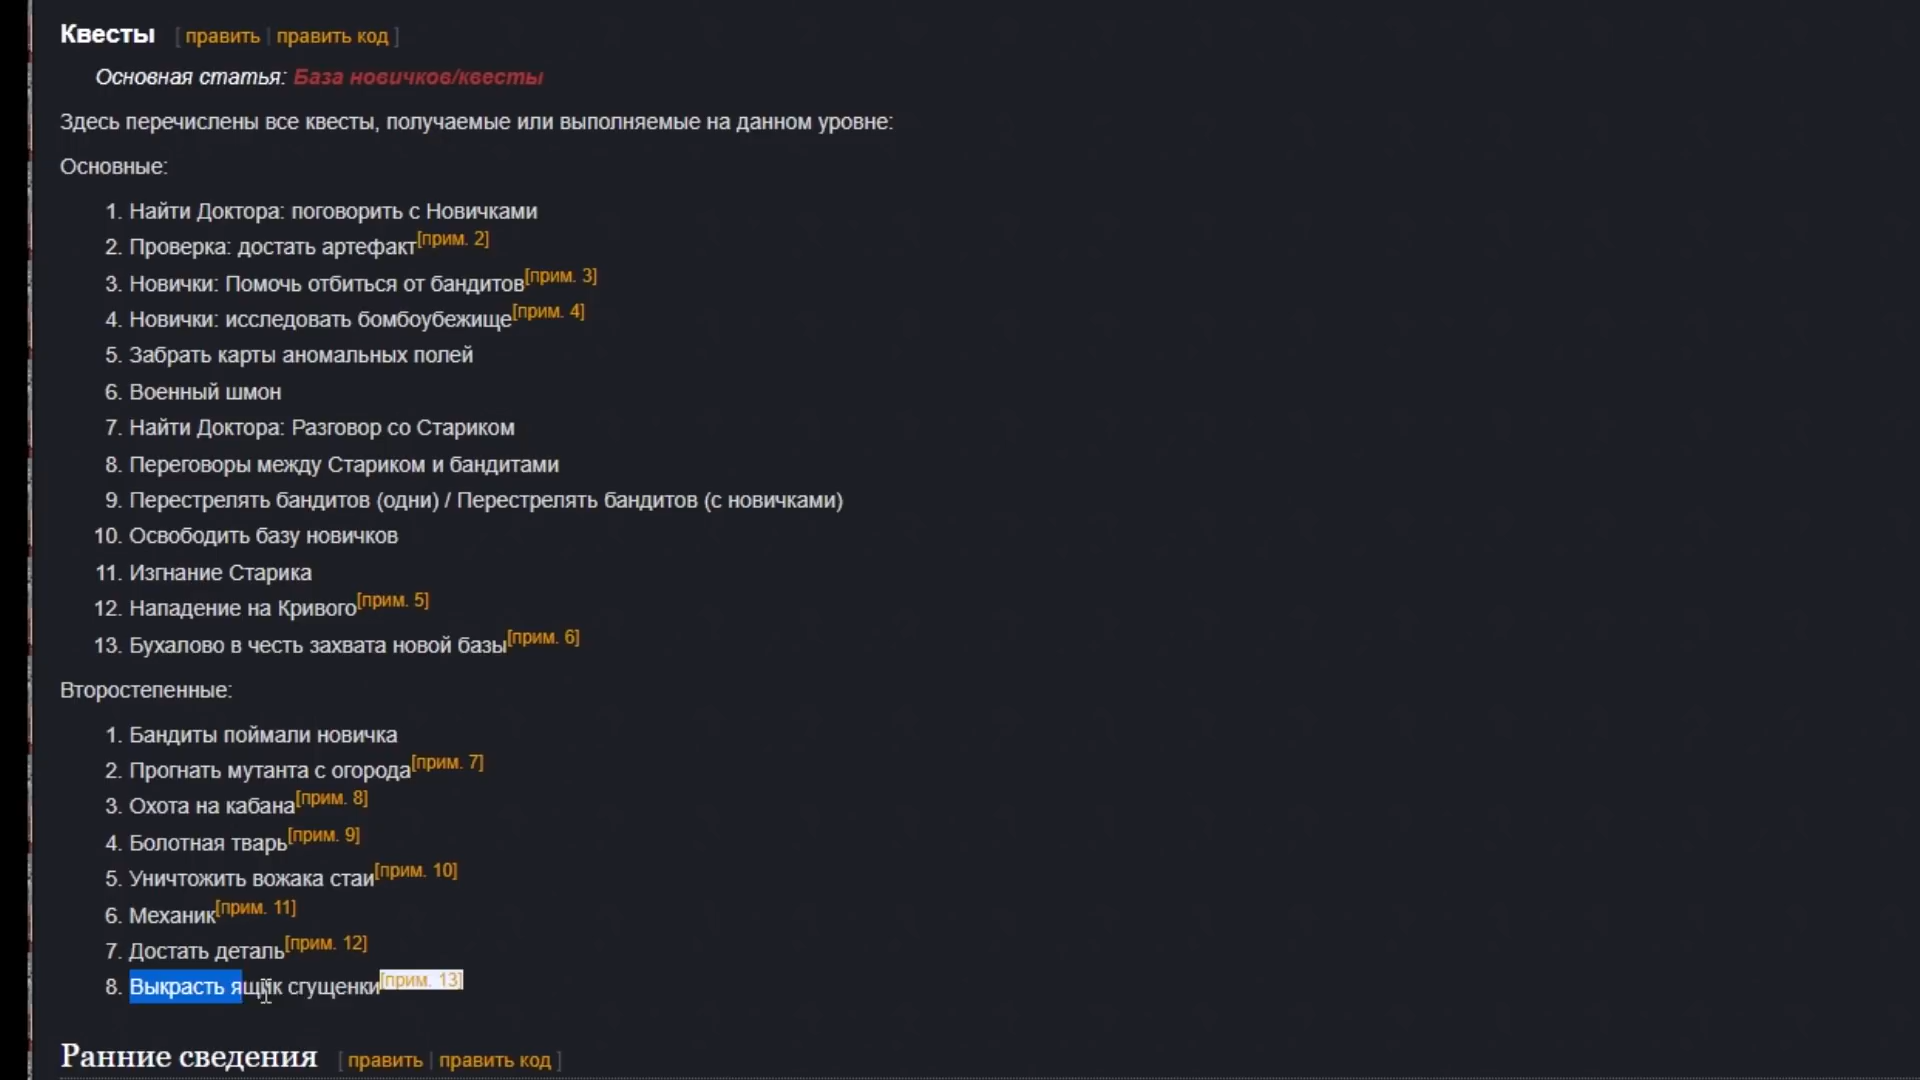 Квесты [ править | править код ]
Основная статья: База новичков/квесты
Здесь перечислены все квесты, получаемые или выполняемые на данном уровне:
Основные:
1. Найти Доктора: поговорить с Новичками
2. Проверка: достать артефакт[прим. 2]
3. Новички: Помочь отбиться от бандитов[прим. 3]
4. Новички: исследовать бомбоубежище[прим. 4]
5. Забрать карты аномальных полей
6. Военный шмон
7. Найти Доктора: Разговор со Стариком
8. Переговоры между Стариком и бандитами
9. Перестрелять бандитов (одни) / Перестрелять бандитов (с новичками)
10. Освободить базу новичков
11. Изгнание Старика
12. Нападение на Кривого[прим. 5]
13. Бухалово в честь захвата новой базы[прим. 6]
Второстепенные:
1. Бандиты поймали новичка
2. Прогнать мутанта с огорода[прим. 7]
3. Охота на кабана[прим. 8]
4. Болотная тварь[прим. 9]
5. Уничтожить вожака стаи[прим. 10]
6. Механик[прим. 11]
7. Достать деталь[прим. 12]
8. Выкрасть ящик сгущенки[прим. 13]
Ранние сведения [ править | править код ]